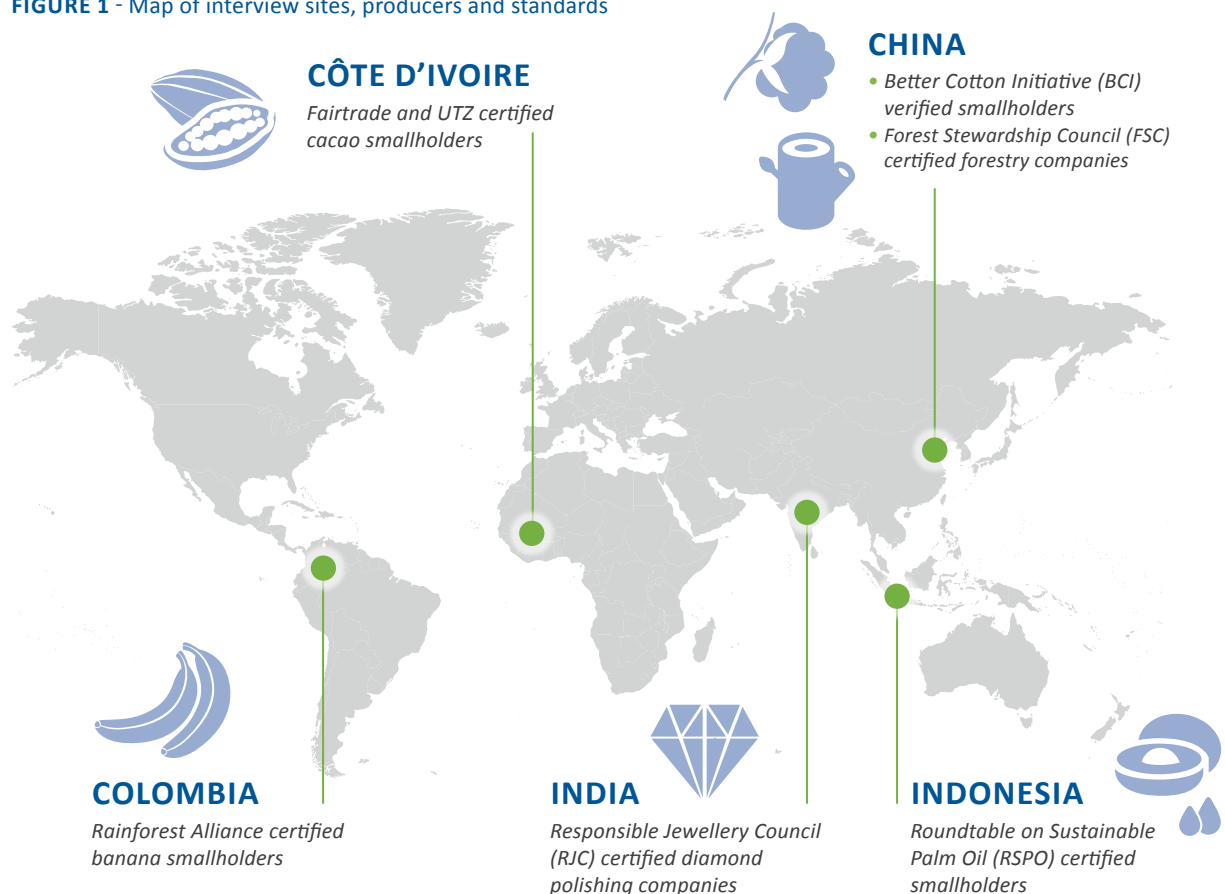 FIGURE 1 - Map of interview sites, producers and standards
CÔTE D’IVOIRE
Fairtrade and UTZ certified
cacao smallholders
CHINA
• Better Cotton Initiative (BCI)
verified smallholders
• Forest Stewardship Council (FSC)
certified forestry companies
COLOMBIA
Rainforest Alliance certified
banana smallholders
INDIA
Responsible Jewellery Council
(RJC) certified diamond
polishing companies
INDONESIA
Roundtable on Sustainable
Palm Oil (RSPO) certified
smallholders